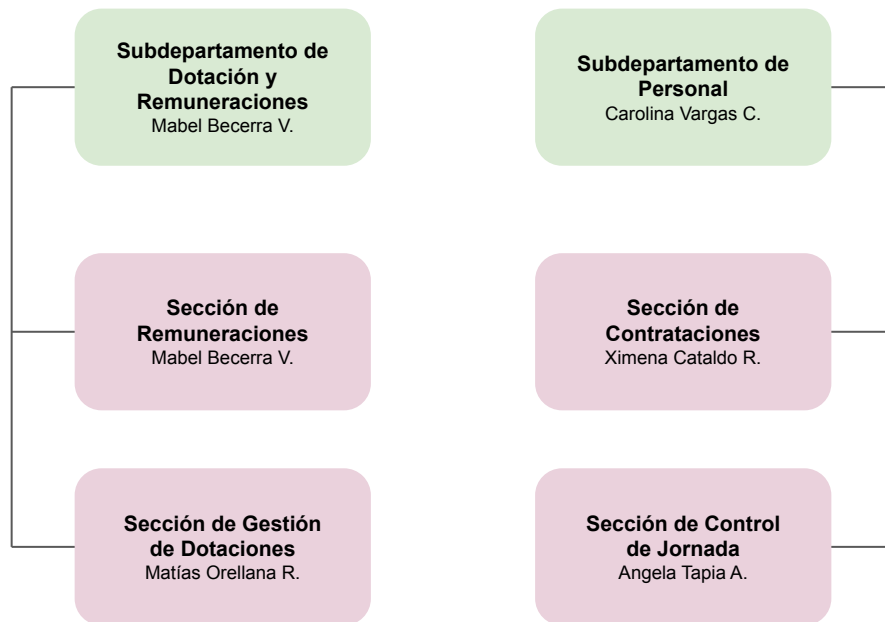 Subdepartamento de
Dotación y
Remuneraciones
Mabel Becerra V.
Subdepartamento de
Personal
Carolina Vargas C.
Sección de
Remuneraciones
Mabel Becerra V.
Sección de
Contrataciones
Ximena Cataldo R.
Sección de Gestión
de Dotaciones
Matías Orellana R.
Sección de Control
de Jornada
Angela Tapia A.